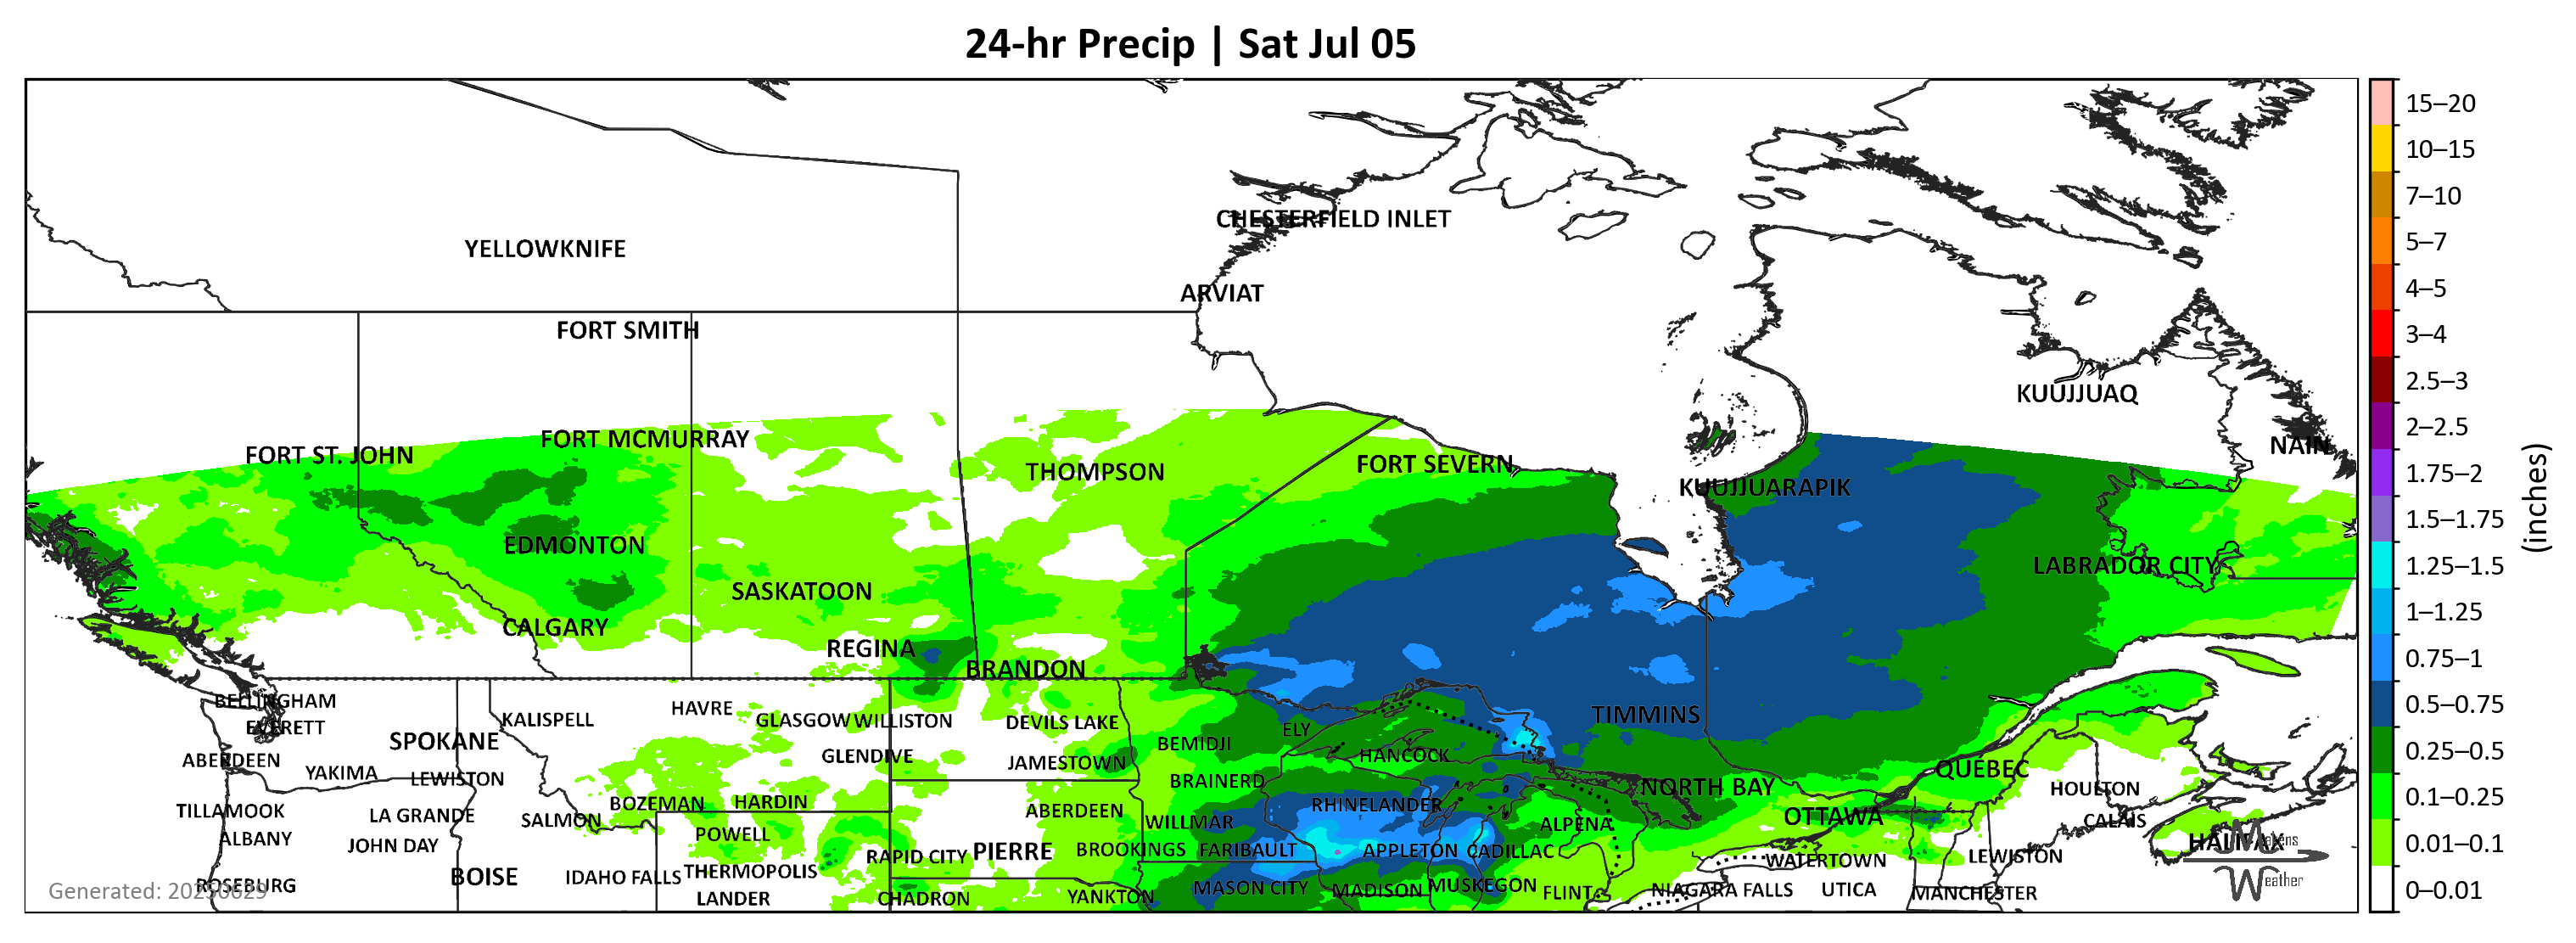 24-hr Precip | Sat Jul 05
CHESTERFIELD INLET
YELLOWKNIFE
ARVIAT
FORT SMITH
KUUJJUAQ
FORT MCMURRAY
NAIN
FORT ST. JOHN
THOMPSON
FORT SEVERN
KUUJJUARAPIK
EDMONTON
LABRADOR CITY
SASKATOON
CALGARY
REGINA
BRANDON
BELLINGHAM
HAVRE
KALISPELL
GLASGOW WILLISTON
DEVILS LAKE
TIMMINS
EVERETT
ELY
SPOKANE
BEMIDJI
ABERDEEN
GLENDIVE
JAMESTOWN
HANCOCK
YAKIMA
LEWISTON
BRAINERD
NORTH BAY
QUEBEC
HOULTON
BOZEMAN
HARDIN
RHINELANDER
TILLAMOOK
LA GRANDE
SALMON
ABERDEEN
WILLMAR
ALPENA
OTTAWA
CALAIS
ALBANY
JOHN DAY
POWELL
HALIFAX
Mavens
RAPID CITY
PIERRE
BROOKINGS
FARIBAULT
APPLETON
CADILLAC
WATERTOWN
LEWISTON
BOISE
IDAHO FALLS
THERMOPOLIS
Weather
ROSEBURG
Generated: 20250629
LANDER
CHADRON
YANKTON
MASON CITY
MADISON
MUSKEGON
FLINT
NIAGARA FALLS
UTICA
MANCHESTER
15–20
10–15
7–10
5–7
4–5
3–4
2.5–3
2–2.5
1.75–2
1.5–1.75
1.25–1.5
1–1.25
0.75–1
0.5–0.75
0.25–0.5
0.1–0.25
0.01–0.1
0–0.01
(inches)